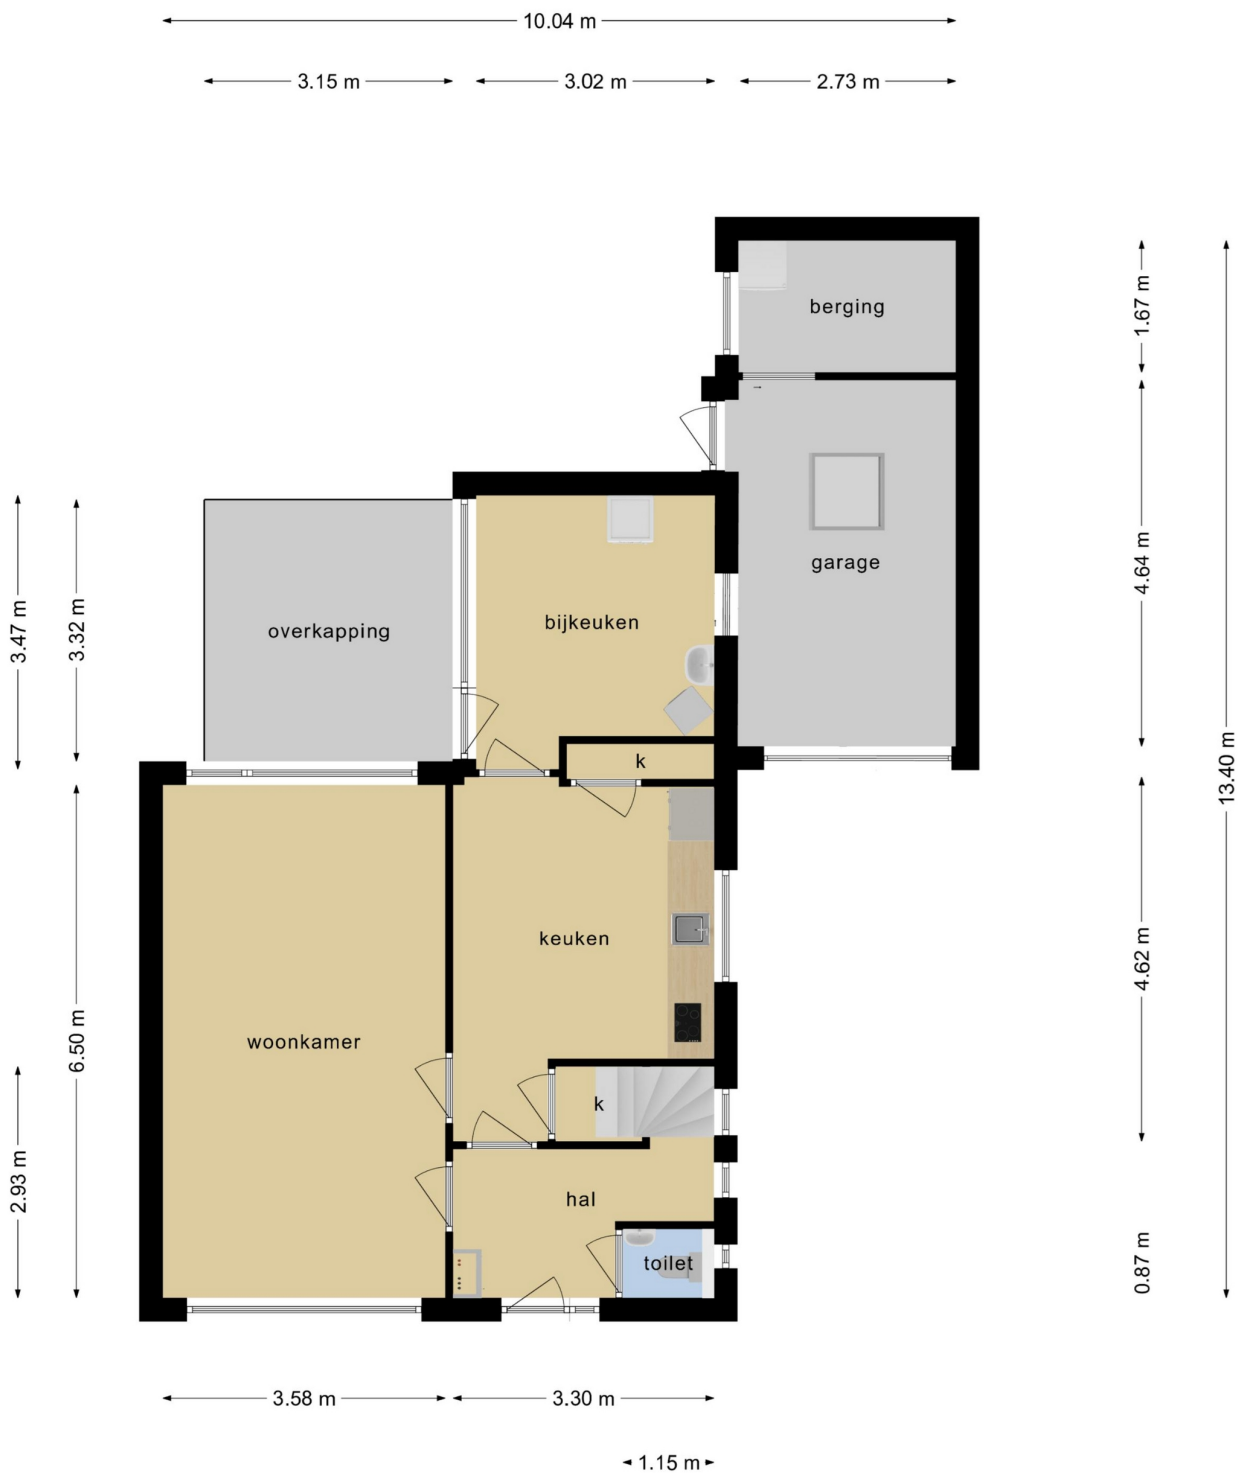 10.04 m
3.15 m
3.02 m
2.73 m
berging
1.67 m
garage
4.64 m
overkapping
bijkeuken
3.47 m
3.32 m
k
13.40 m
keuken
4.62 m
woonkamer
6.50 m
k
2.93 m
hal
toilet
0.87 m
3.58 m
3.30 m
1.15 m